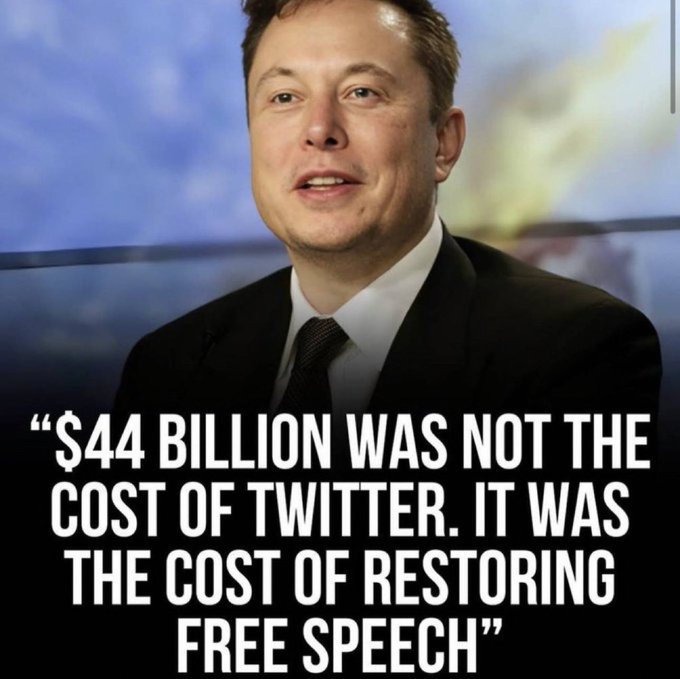 “$44 BILLION WAS NOT THE
COST OF TWITTER. IT WAS
THE COST OF RESTORING
FREE SPEECH”